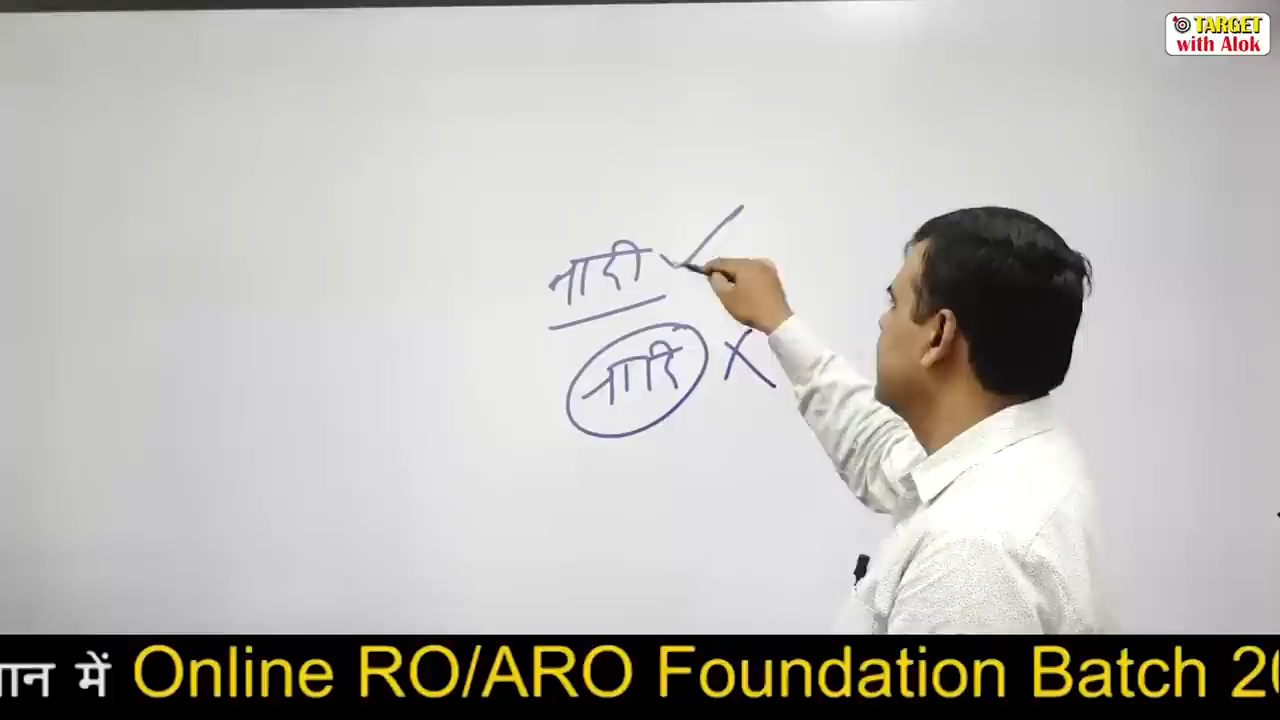 TARGET
with Alok
नारी ✓
नारि X
ान में Online RO/ARO Foundation Batch 20